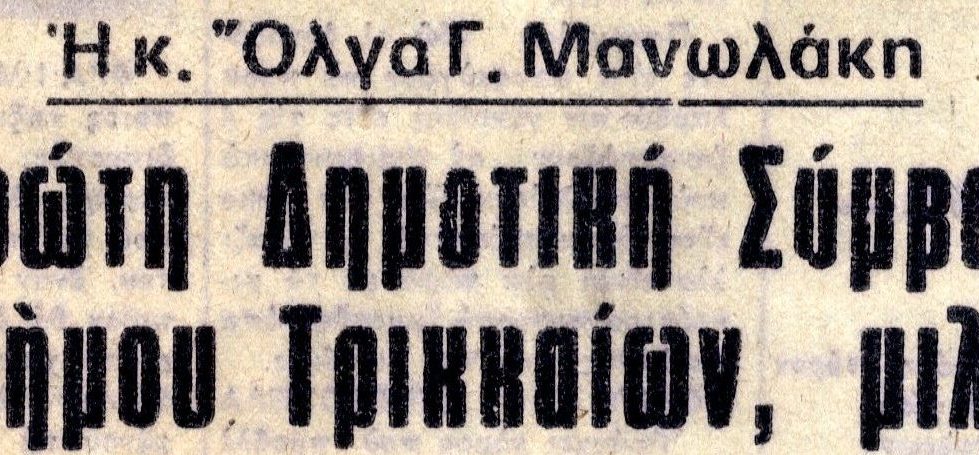 Ἡ κ. Ὄλγα Γ. Μανωλάκη
ρώτη Δημοτική Σύμβο
ήμου Τρικκαίων, μιλ